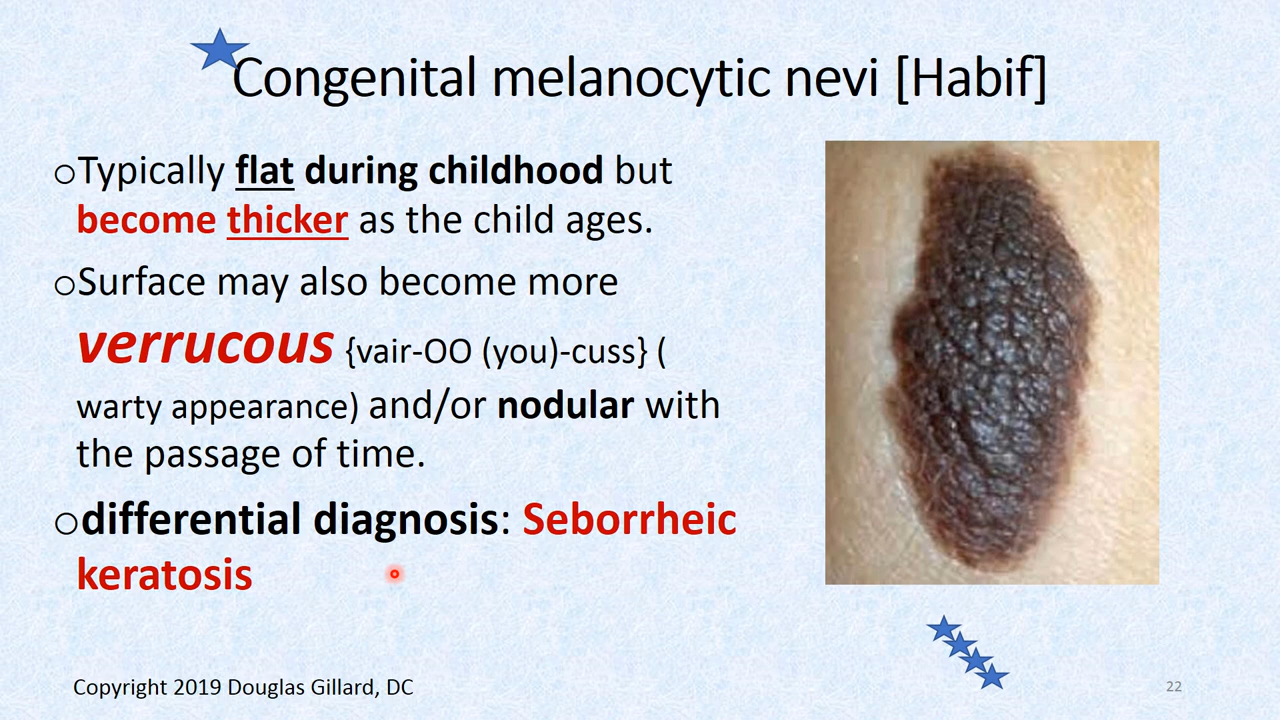 Congenital melanocytic nevi [Habif]
oTypically flat during childhood but
become thicker as the child ages.
oSurface may also become more
verrucous {vair-OO (you)-cuss} (
warty appearance) and/or nodular with
the passage of time.
odifferential diagnosis: Seborrheic
keratosis
Copyright 2019 Douglas Gillard, DC
22